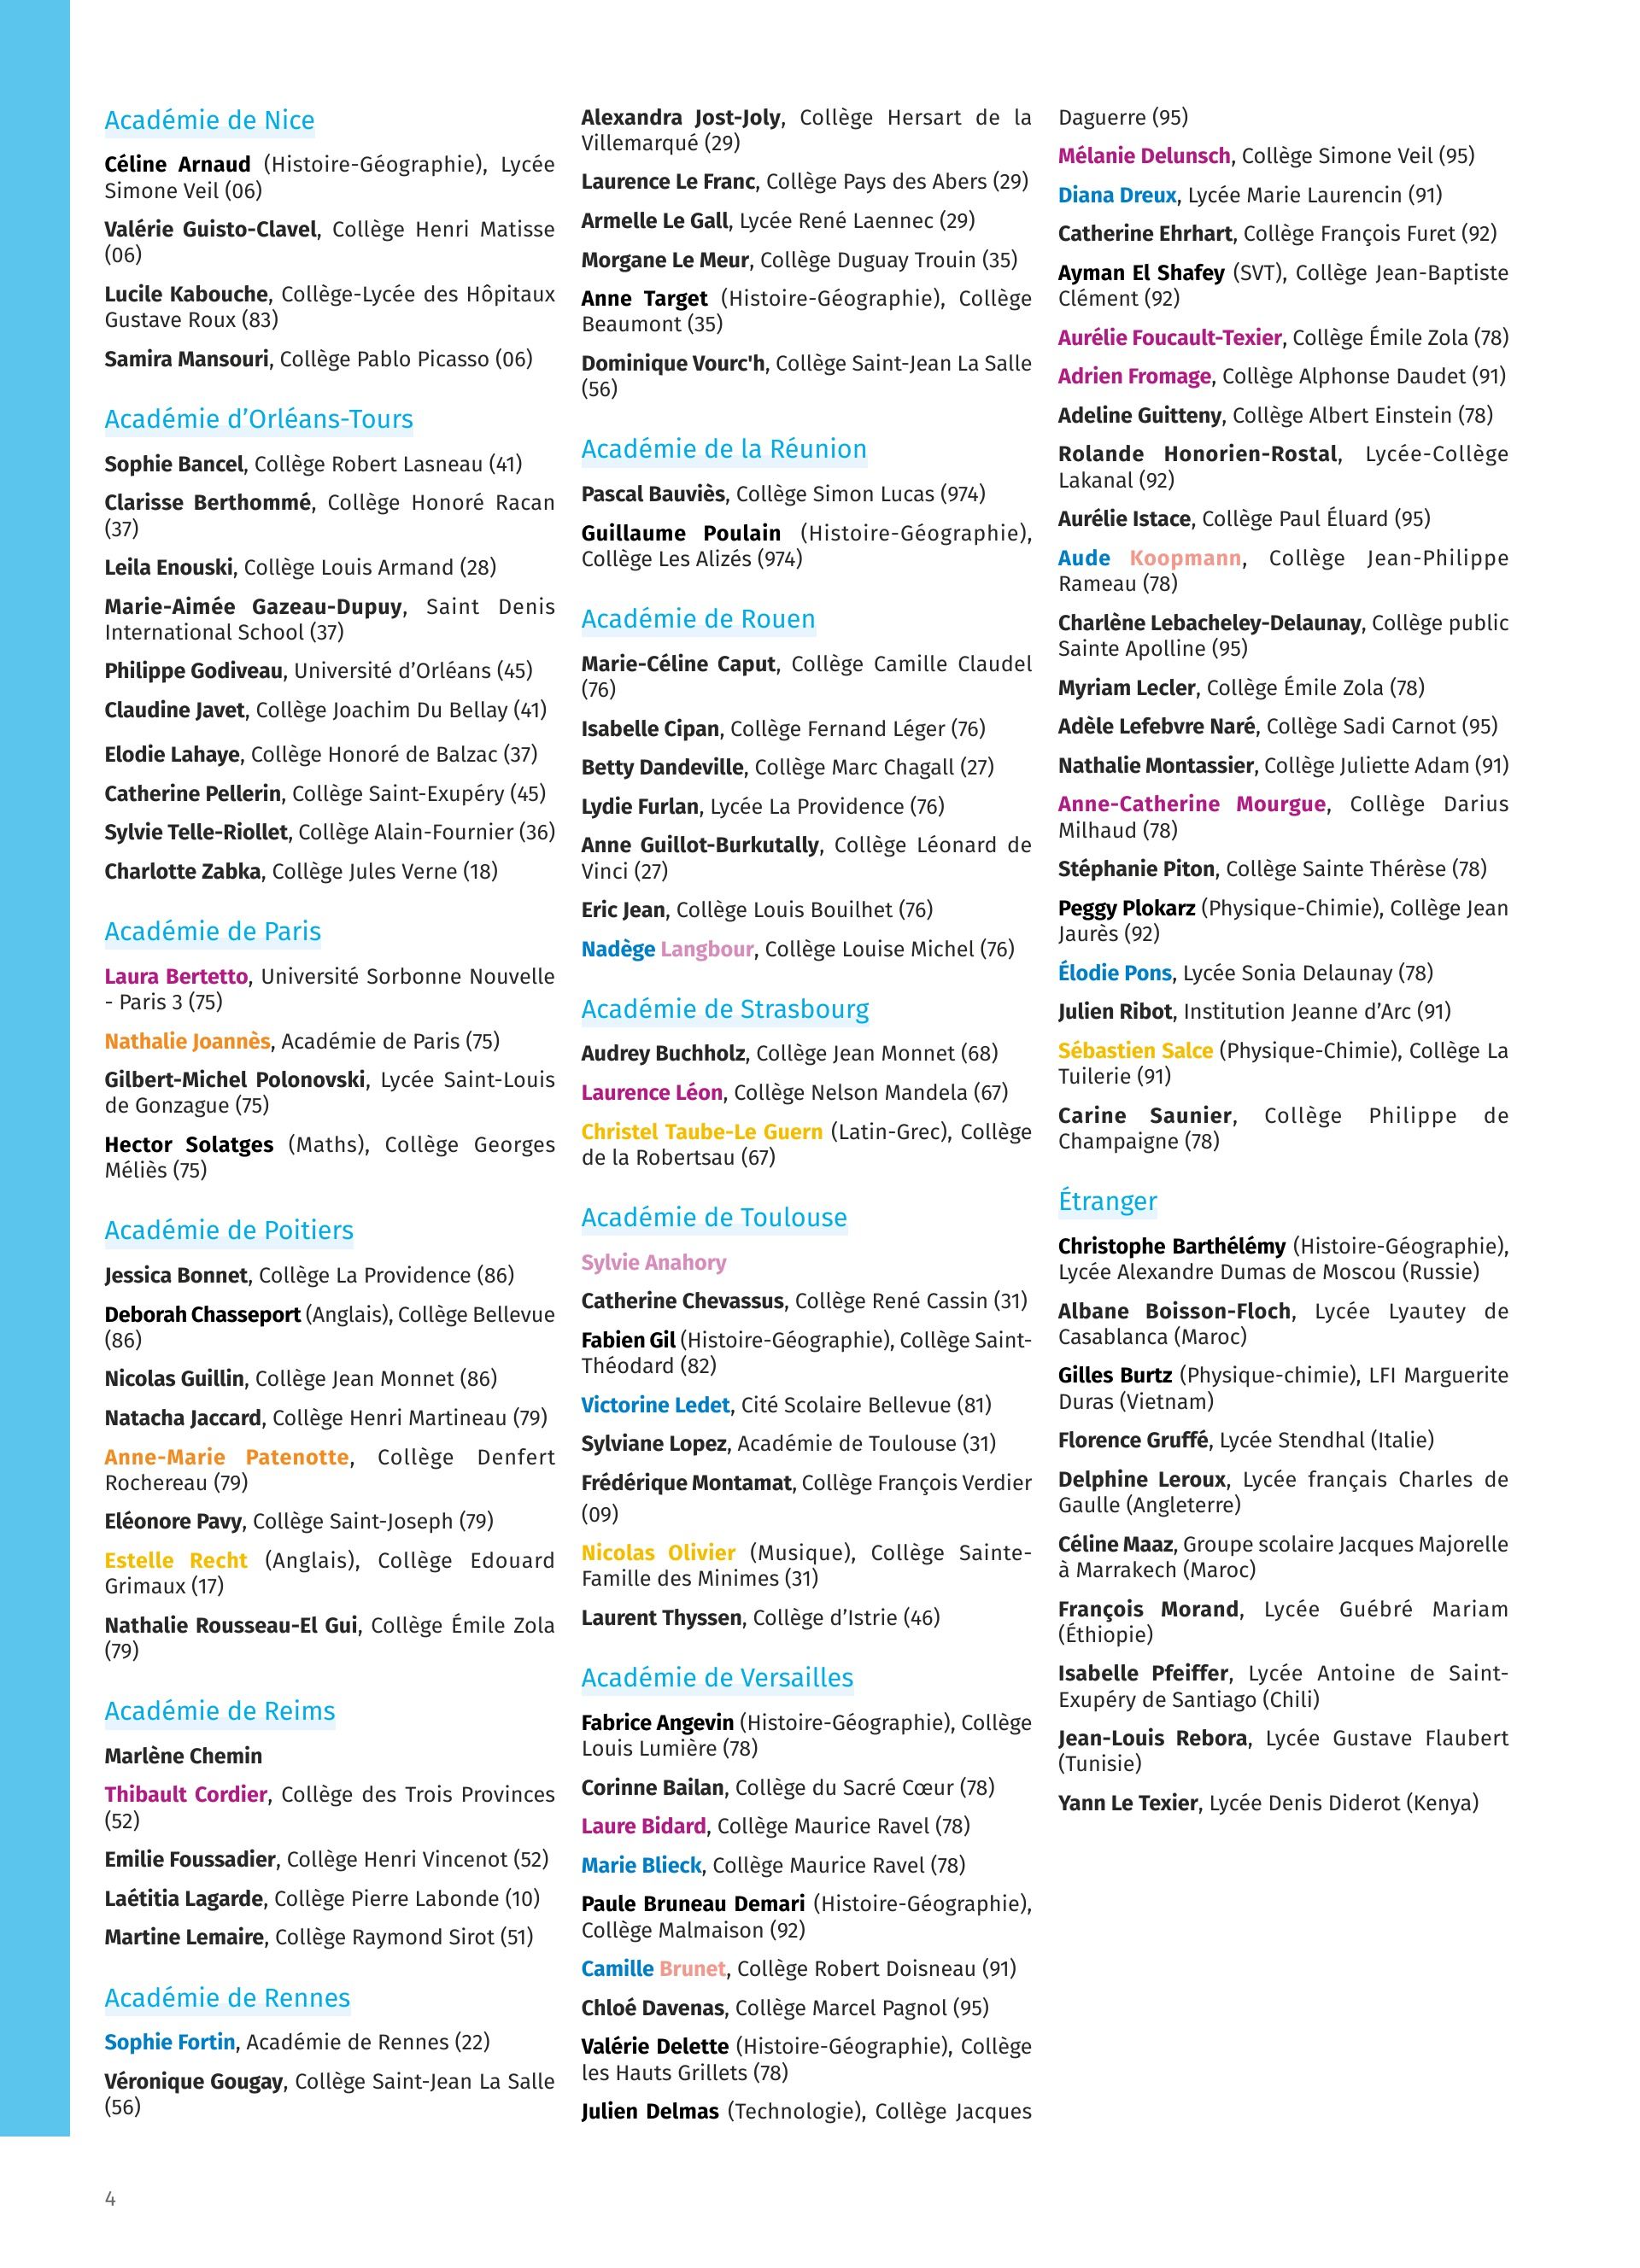 Académie de Nice
Céline Arnaud (Histoire-Géographie), Lycée
Simone Veil (06)
Valérie Guisto-Clavel, Collège Henri Matisse
(06)
Lucile Kabouche, Collège-Lycée des Hôpitaux
Gustave Roux (83)
Samira Mansouri, Collège Pablo Picasso (06)
Académie d’Orléans-Tours
Sophie Bancel, Collège Robert Lasneau (41)
Clarisse Berthommé, Collège Honoré Racan
(37)
Leila Enouski, Collège Louis Armand (28)
Marie-Aimée Gazeau-Dupuy, Saint Denis
International School (37)
Philippe Godiveau, Université d’Orléans (45)
Claudine Javet, Collège Joachim Du Bellay (41)
Elodie Lahaye, Collège Honoré de Balzac (37)
Catherine Pellerin, Collège Saint-Exupéry (45)
Sylvie Telle-Riollet, Collège Alain-Fournier (36)
Charlotte Zabka, Collège Jules Verne (18)
Académie de Paris
Laura Bertetto, Université Sorbonne Nouvelle
- Paris 3 (75)
Nathalie Joannès, Académie de Paris (75)
Gilbert-Michel Polonovski, Lycée Saint-Louis
de Gonzague (75)
Hector Solatges (Maths), Collège Georges
Méliès (75)
Académie de Poitiers
Jessica Bonnet, Collège La Providence (86)
Deborah Chasseport (Anglais), Collège Bellevue
(86)
Nicolas Guillin, Collège Jean Monnet (86)
Natacha Jaccard, Collège Henri Martineau (79)
Anne-Marie Patenotte, Collège Denfert
Rochereau (79)
Eléonore Pavy, Collège Saint-Joseph (79)
Estelle Recht (Anglais), Collège Edouard
Grimaux (17)
Nathalie Rousseau-El Gui, Collège Émile Zola
(79)
Académie de Reims
Marlène Chemin
Thibault Cordier, Collège des Trois Provinces
(52)
Emilie Foussadier, Collège Henri Vincenot (52)
Laétitia Lagarde, Collège Pierre Labonde (10)
Martine Lemaire, Collège Raymond Sirot (51)
Académie de Rennes
Sophie Fortin, Académie de Rennes (22)
Véronique Gougay, Collège Saint-Jean La Salle
(56)
Alexandra Jost-Joly, Collège Hersart de la
Villemarqué (29)
Laurence Le Franc, Collège Pays des Abers (29)
Armelle Le Gall, Lycée René Laennec (29)
Morgane Le Meur, Collège Duguay Trouin (35)
Anne Target (Histoire-Géographie), Collège
Beaumont (35)
Dominique Vourc'h, Collège Saint-Jean La Salle
(56)
Académie de la Réunion
Pascal Bauviès, Collège Simon Lucas (974)
Guillaume Poulain (Histoire-Géographie),
Collège Les Alizés (974)
Académie de Rouen
Marie-Céline Caput, Collège Camille Claudel
(76)
Isabelle Cipan, Collège Fernand Léger (76)
Betty Dandeville, Collège Marc Chagall (27)
Lydie Furlan, Lycée La Providence (76)
Anne Guillot-Burkutally, Collège Léonard de
Vinci (27)
Eric Jean, Collège Louis Bouilhet (76)
Nadège Langbour, Collège Louise Michel (76)
Académie de Strasbourg
Audrey Buchholz, Collège Jean Monnet (68)
Laurence Léon, Collège Nelson Mandela (67)
Christel Taube-Le Guern (Latin-Grec), Collège
de la Robertsau (67)
Académie de Toulouse
Sylvie Anahory
Catherine Chevassus, Collège René Cassin (31)
Fabien Gil (Histoire-Géographie), Collège Saint-
Théodard (82)
Victorine Ledet, Cité Scolaire Bellevue (81)
Sylviane Lopez, Académie de Toulouse (31)
Frédérique Montamat, Collège François Verdier
(09)
Nicolas Olivier (Musique), Collège Sainte-
Famille des Minimes (31)
Laurent Thyssen, Collège d’Istrie (46)
Académie de Versailles
Fabrice Angevin (Histoire-Géographie), Collège
Louis Lumière (78)
Corinne Bailan, Collège du Sacré Cœur (78)
Laure Bidard, Collège Maurice Ravel (78)
Marie Blieck, Collège Maurice Ravel (78)
Paule Bruneau Demari (Histoire-Géographie),
Collège Malmaison (92)
Camille Brunet, Collège Robert Doisneau (91)
Chloé Davenas, Collège Marcel Pagnol (95)
Valérie Delette (Histoire-Géographie), Collège
les Hauts Grillets (78)
Julien Delmas (Technologie), Collège Jacques
Daguerre (95)
Mélanie Delunsch, Collège Simone Veil (95)
Diana Dreux, Lycée Marie Laurencin (91)
Catherine Ehrhart, Collège François Furet (92)
Ayman El Shafey (SVT), Collège Jean-Baptiste
Clément (92)
Aurélie Foucault-Texier, Collège Émile Zola (78)
Adrien Fromage, Collège Alphonse Daudet (91)
Adeline Guitteny, Collège Albert Einstein (78)
Rolande Honorien-Rostal, Lycée-Collège
Lakanal (92)
Aurélie Istace, Collège Paul Éluard (95)
Aude Koopmann, Collège Jean-Philippe
Rameau (78)
Charlène Lebacheley-Delaunay, Collège public
Sainte Apolline (95)
Myriam Lecler, Collège Émile Zola (78)
Adèle Lefebvre Naré, Collège Sadi Carnot (95)
Nathalie Montassier, Collège Juliette Adam (91)
Anne-Catherine Mourgue, Collège Darius
Milhaud (78)
Stéphanie Piton, Collège Sainte Thérèse (78)
Peggy Plokarz (Physique-Chimie), Collège Jean
Jaurès (92)
Élodie Pons, Lycée Sonia Delaunay (78)
Julien Ribot, Institution Jeanne d’Arc (91)
Sébastien Salce (Physique-Chimie), Collège La
Tuilerie (91)
Carine Saunier, Collège Philippe de
Champaigne (78)
Étranger
Christophe Barthélémy (Histoire-Géographie),
Lycée Alexandre Dumas de Moscou (Russie)
Albane Boisson-Floch, Lycée Lyautey de
Casablanca (Maroc)
Gilles Burtz (Physique-chimie), LFI Marguerite
Duras (Vietnam)
Florence Gruffé, Lycée Stendhal (Italie)
Delphine Leroux, Lycée français Charles de
Gaulle (Angleterre)
Céline Maaz, Groupe scolaire Jacques Majorelle
à Marrakech (Maroc)
François Morand, Lycée Guébré Mariam
(Éthiopie)
Isabelle Pfeiffer, Lycée Antoine de Saint-
Exupéry de Santiago (Chili)
Jean-Louis Rebora, Lycée Gustave Flaubert
(Tunisie)
Yann Le Texier, Lycée Denis Diderot (Kenya)
4